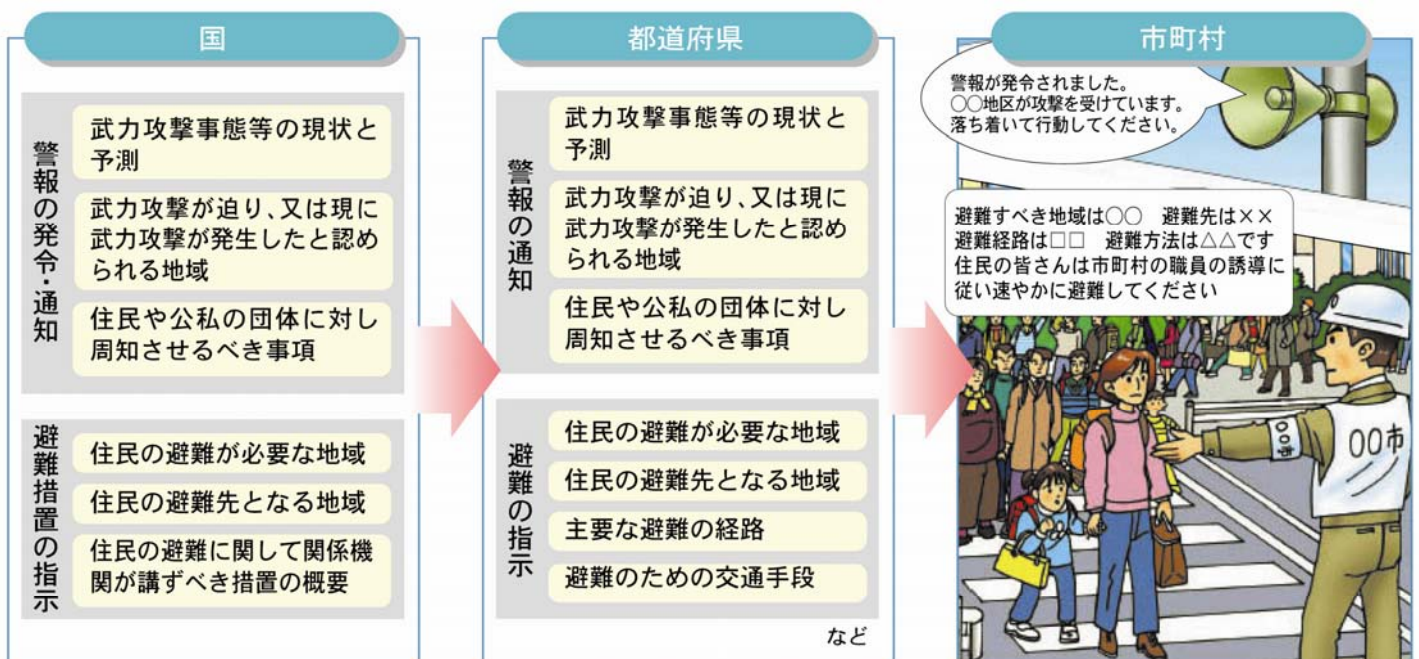 国
警報の発令・通知
武力攻撃事態等の現状と
予測
武力攻撃が迫り、又は現に
武力攻撃が発生したと認め
られる地域
住民や公私の団体に対し
周知させるべき事項
避難措置の指示
住民の避難が必要な地域
住民の避難先となる地域
住民の避難に関して関係機
関が講ずべき措置の概要
都道府県
警報の通知
武力攻撃事態等の現状と
予測
武力攻撃が迫り、又は現に
武力攻撃が発生したと認め
られる地域
住民や公私の団体に対し
周知させるべき事項
避難の指示
住民の避難が必要な地域
住民の避難先となる地域
主要な避難の経路
避難のための交通手段
など
市町村
警報が発令されました。
○○地区が攻撃を受けています。
落ち着いて行動してください。
避難すべき地域は○○　避難先は××
避難経路は□□　避難方法は△△です
住民の皆さんは市町村の職員の誘導に
従い速やかに避難してください
○○市
○○市